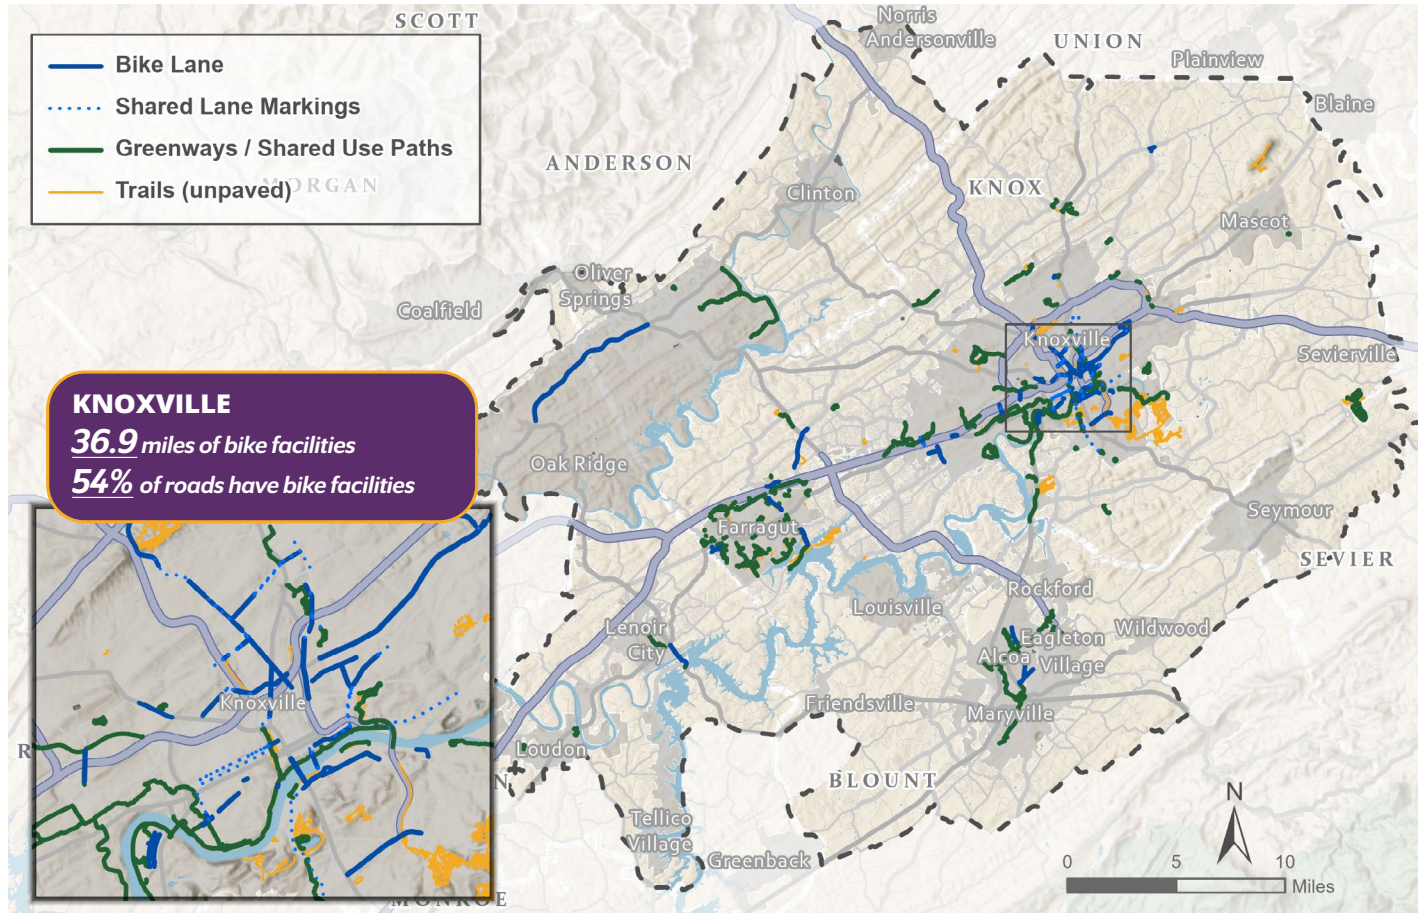 SCOTT
Norris
Andersonville
UNION
Plainview
Blaine
Bike Lane
Shared Lane Markings
Greenways / Shared Use Paths
Trails (unpaved)
MORGAN
ANDERSON
KNOX
Clinton
Mascot
Oliver
Springs
Coalfield
Knoxville
Sevierville
KNOXVILLE
36.9 miles of bike facilities
54% of roads have bike facilities
Oak Ridge
Farragut
Seymour
SEVIER
Rockford
Louisville
Lenoir
City
Eagleton
Village
Wildwood
Alcoa
Friendsville
Maryville
Knoxville
Loudon
R
N
BLOUNT
Tellico
Village
Greenback
MONROE
N
0 5 10
Miles